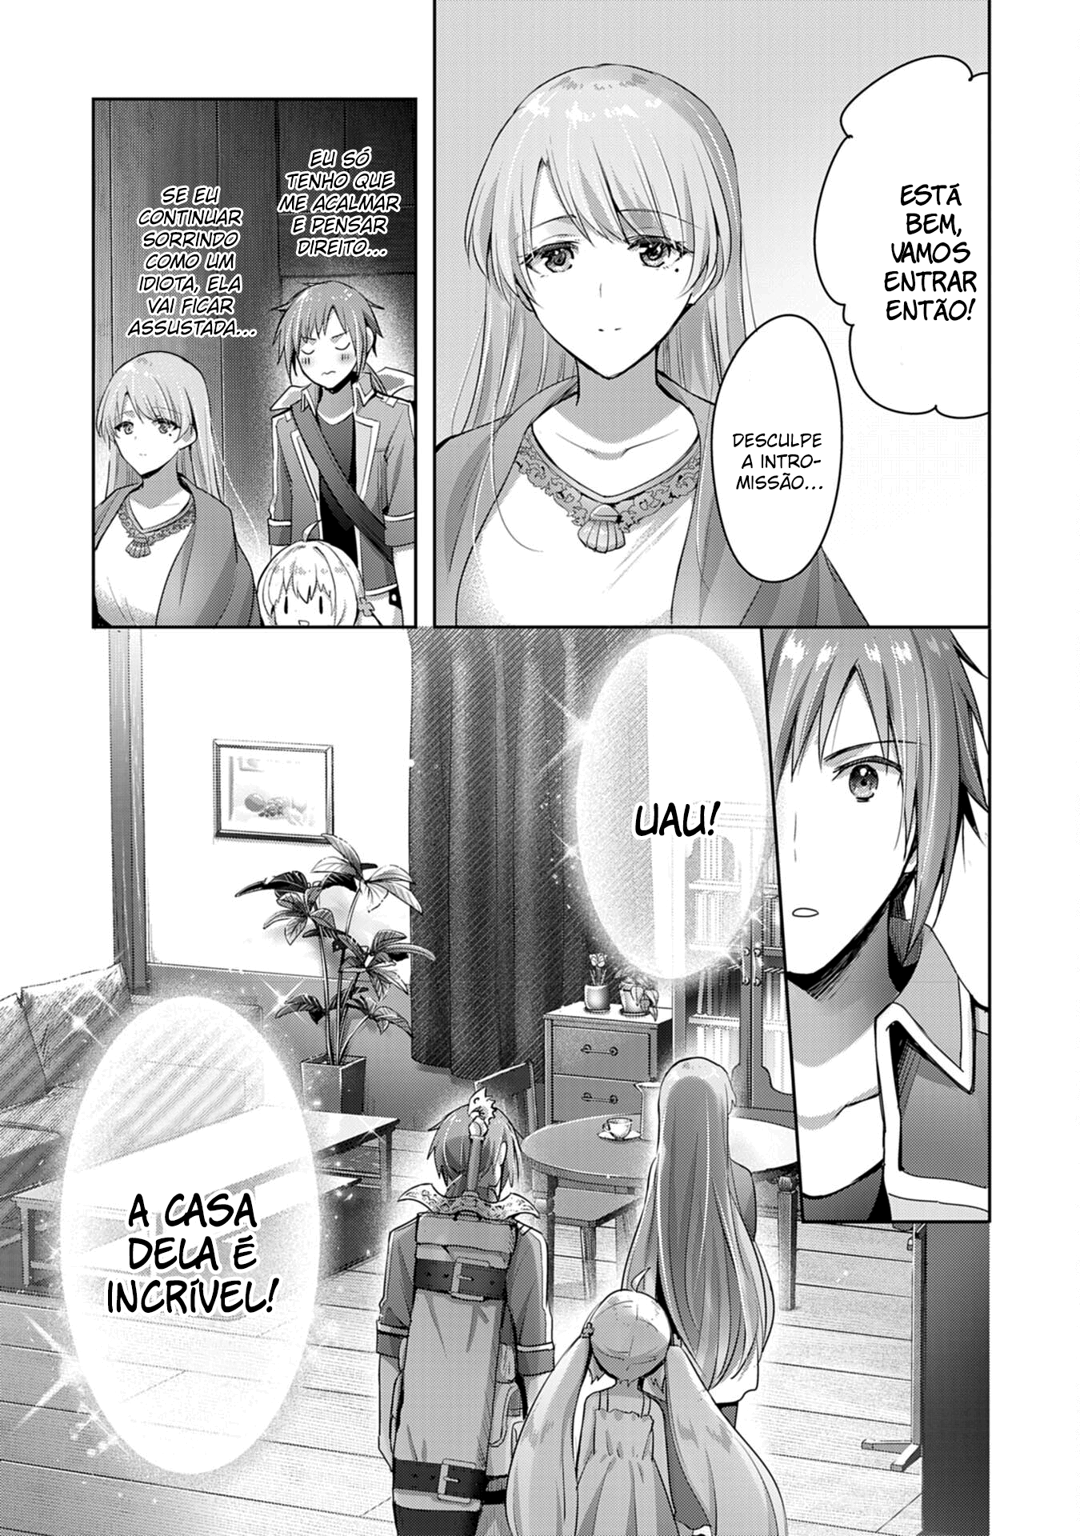 ESTÁ
BEM,
VAMOS
ENTRAR
ENTÃO!
DESCULPE
A INTRO-
MISSÃO...
EU SÓ
TENHO QUE
ME ACALMAR
E PENSAR
DIREITO...
SE EU
CONTINUAR
SORRINDO
COMO UM
IDIOTA, ELA
VAI FICAR
ASSUSTADA...
UAU!
A CASA
DELA É
INCRÍVEL!